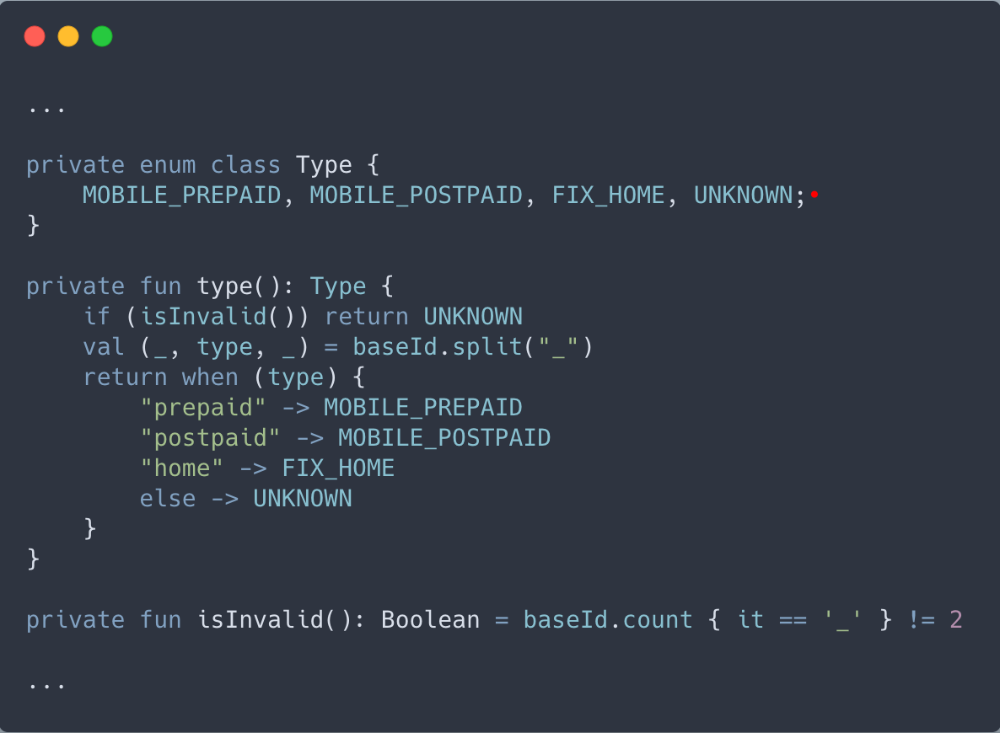 ...
private enum class Type {
    MOBILE_PREPAID, MOBILE_POSTPAID, FIX_HOME, UNKNOWN;
}
private fun type(): Type {
    if (isInvalid()) return UNKNOWN
    val (_, type, _) = baseId.split("_")
    return when (type) {
        "prepaid" -> MOBILE_PREPAID
        "postpaid" -> MOBILE_POSTPAID
        "home" -> FIX_HOME
        else -> UNKNOWN
    }
}
private fun isInvalid(): Boolean = baseId.count { it == '_' } != 2
...